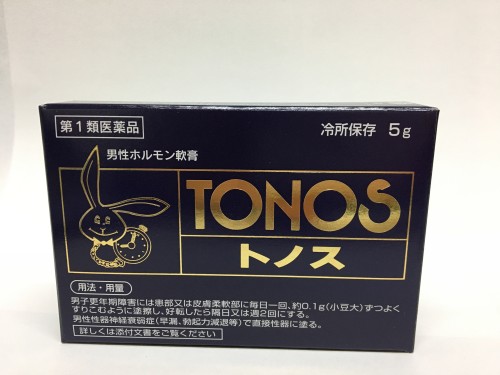 第1類医薬品
冷所保存 5g
男性ホルモン軟膏
TONOS
トノス
用法・用量
男子更年期障害には患部又は皮膚柔軟部に毎日一回、約0.1g(小豆大)ずつよく
すりこむように塗擦し、好転したら隔日又は週2回にする。
男性性器神経衰弱症(早漏、勃起力減退等)で直接性器に塗る。
詳しくは添付文書をご覧ください